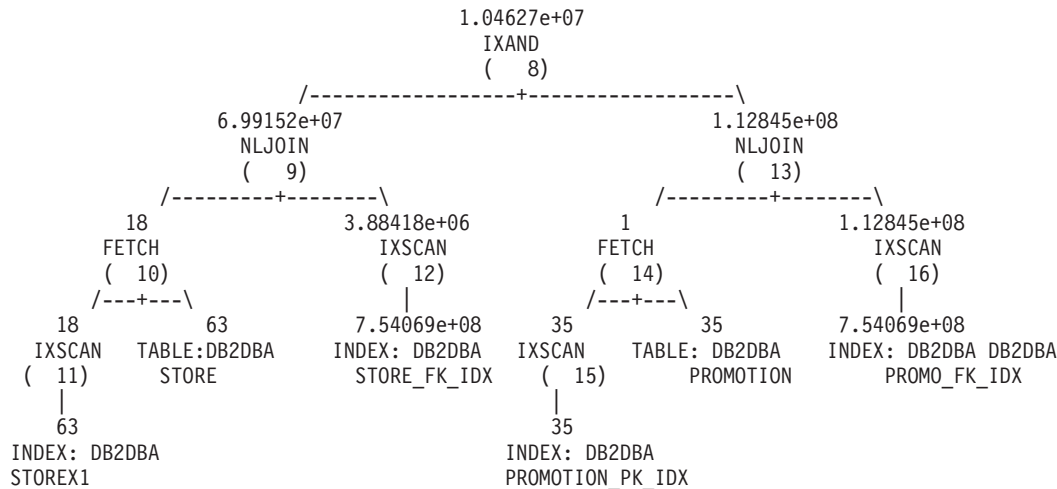 1.04627e+07
IXAND
( 8)
/------------------+------------------\
6.99152e+07 1.12845e+08
NLJOIN NLJOIN
( 9) ( 13)
/---------+--------\ /---------+--------\
18 3.88418e+06 1 1.12845e+08
FETCH IXSCAN FETCH IXSCAN
( 10) ( 12) ( 14) ( 16)
/---+---\ | /---+---\ |
18 63 7.54069e+08 35 35 7.54069e+08
IXSCAN TABLE:DB2DBA INDEX: DB2DBA IXSCAN TABLE: DB2DBA INDEX: DB2DBA DB2DBA
( 11) STORE STORE_FK_IDX ( 15) PROMOTION PROMO_FK_IDX
| |
63 35
INDEX: DB2DBA INDEX: DB2DBA
STOREX1 PROMOTION_PK_IDX